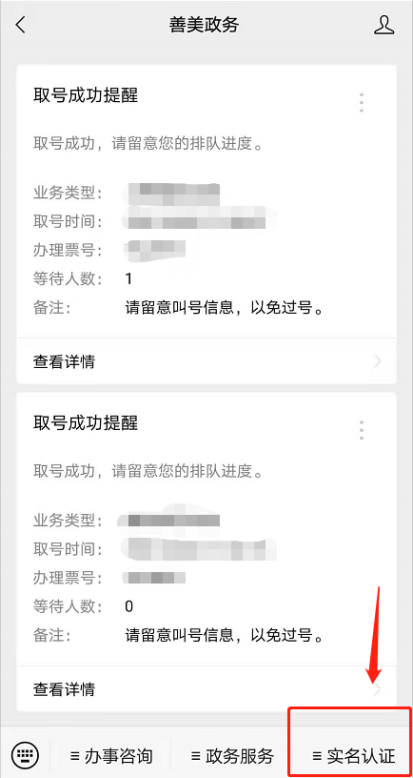 善美政务
取号成功提醒
取号成功，请留意您的排队进度。
业务类型：
取号时间：
办理票号：
等待人数： 1
备注： 请留意叫号信息，以免过号。
查看详情
取号成功提醒
取号成功，请留意您的排队进度。
业务类型：
取号时间：
办理票号：
等待人数： 0
备注： 请留意叫号信息，以免过号。
查看详情
≡ 办事咨询 ≡ 政务服务 ≡ 实名认证